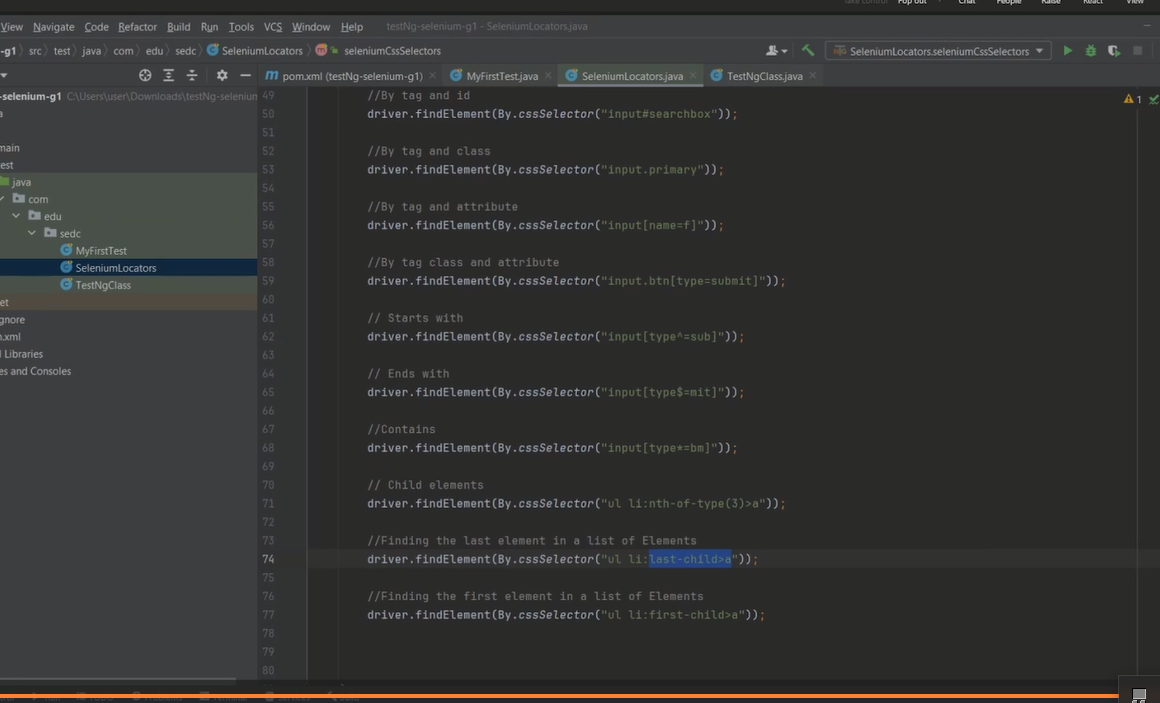 Take control Pop out Chat People Raise React View
View Navigate Code Refactor Build Run Tools VCS Window Help testNg-selenium-g1 - SeleniumLocators.java
-g1 src test java com edu sedc SeleniumLocators m seleniumCssSelectors SeleniumLocators.seleniumCssSelectors
m pom.xml (testNg-selenium-g1) MyFirstTest.java SeleniumLocators.java TestNgClass.java
-selenium-g1 C:\Users\user\Downloads\testNg-selenium
a
main
est
java
com
edu
sedc
MyFirstTest
SeleniumLocators
TestNgClass
et
gnore
n.xml
l Libraries
es and Consoles
49 //By tag and id
50 driver.findElement(By.cssSelector("input#searchbox"));
51
52 //By tag and class
53 driver.findElement(By.cssSelector("input.primary"));
54
55 //By tag and attribute
56 driver.findElement(By.cssSelector("input[name=f]"));
57
58 //By tag class and attribute
59 driver.findElement(By.cssSelector("input.btn[type=submit]"));
60
61 // Starts with
62 driver.findElement(By.cssSelector("input[type^=sub]"));
63
64 // Ends with
65 driver.findElement(By.cssSelector("input[type$=mit]"));
66
67 //Contains
68 driver.findElement(By.cssSelector("input[type*=bm]"));
69
70 // Child elements
71 driver.findElement(By.cssSelector("ul li:nth-of-type(3)>a"));
72
73 //Finding the last element in a list of Elements
74 driver.findElement(By.cssSelector("ul li:last-child>a"));
75
76 //Finding the first element in a list of Elements
77 driver.findElement(By.cssSelector("ul li:first-child>a"));
78
79
80
1